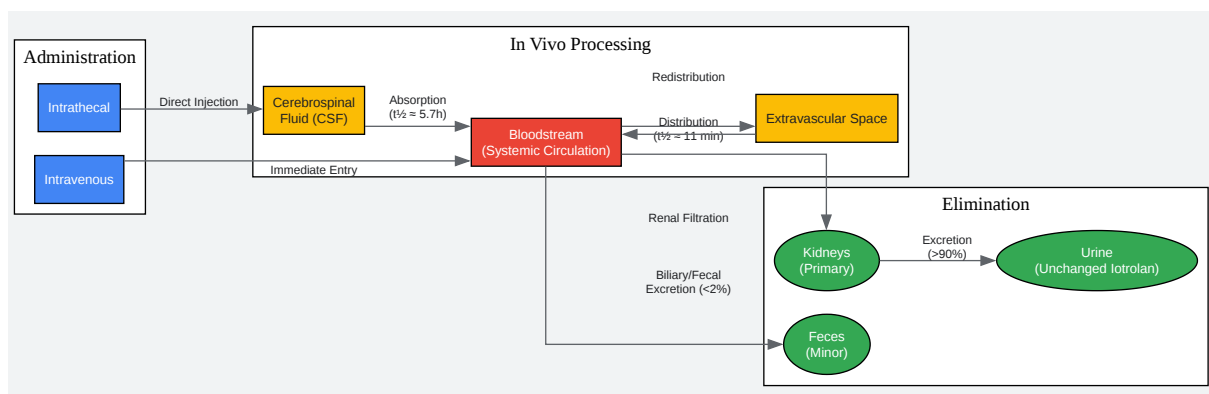 Administration
Intrathecal
Intravenous
Direct Injection
Immediate Entry
In Vivo Processing
Cerebrospinal
Fluid (CSF)
Absorption
(t½ ≈ 5.7h)
Bloodstream
(Systemic Circulation)
Redistribution
Distribution
(t½ ≈ 11 min)
Extravascular Space
Renal Filtration
Biliary/Fecal
Excretion (<2%)
Elimination
Kidneys
(Primary)
Excretion
(>90%)
Urine
(Unchanged Iotrolan)
Feces
(Minor)